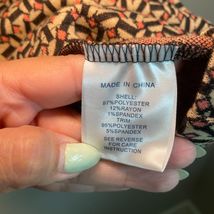 MADE IN CHINA
SHELL:
87%POLYESTER
12%RAYON
1%SPANDEX
TRIM
95%POLYESTER
5%SPANDEX
SEE REVERSE
FOR CARE
INSTRUCTION